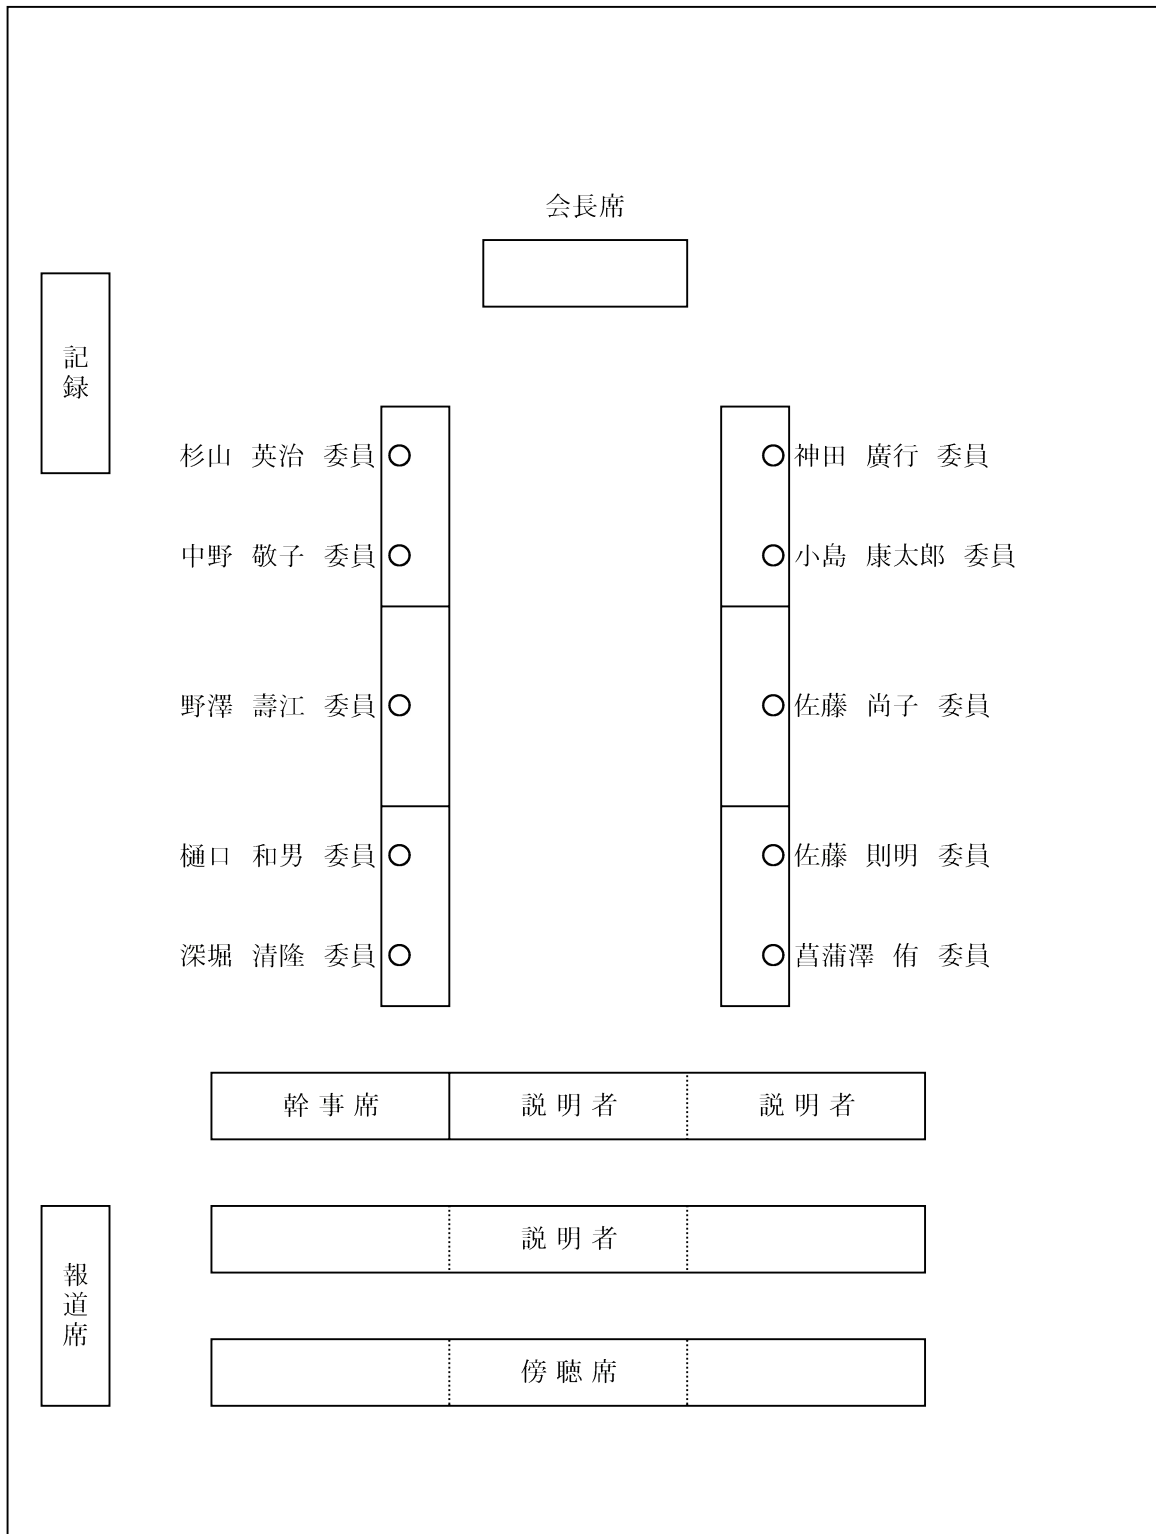 会長席
記録
杉山 英治 委員
神田 廣行 委員
中野 敬子 委員
小島 康太郎 委員
野澤 壽江 委員
佐藤 尚子 委員
樋口 和男 委員
佐藤 則明 委員
深堀 清隆 委員
菖蒲澤 侑 委員
幹事席 説明者 説明者
説明者
報道席
傍聴席